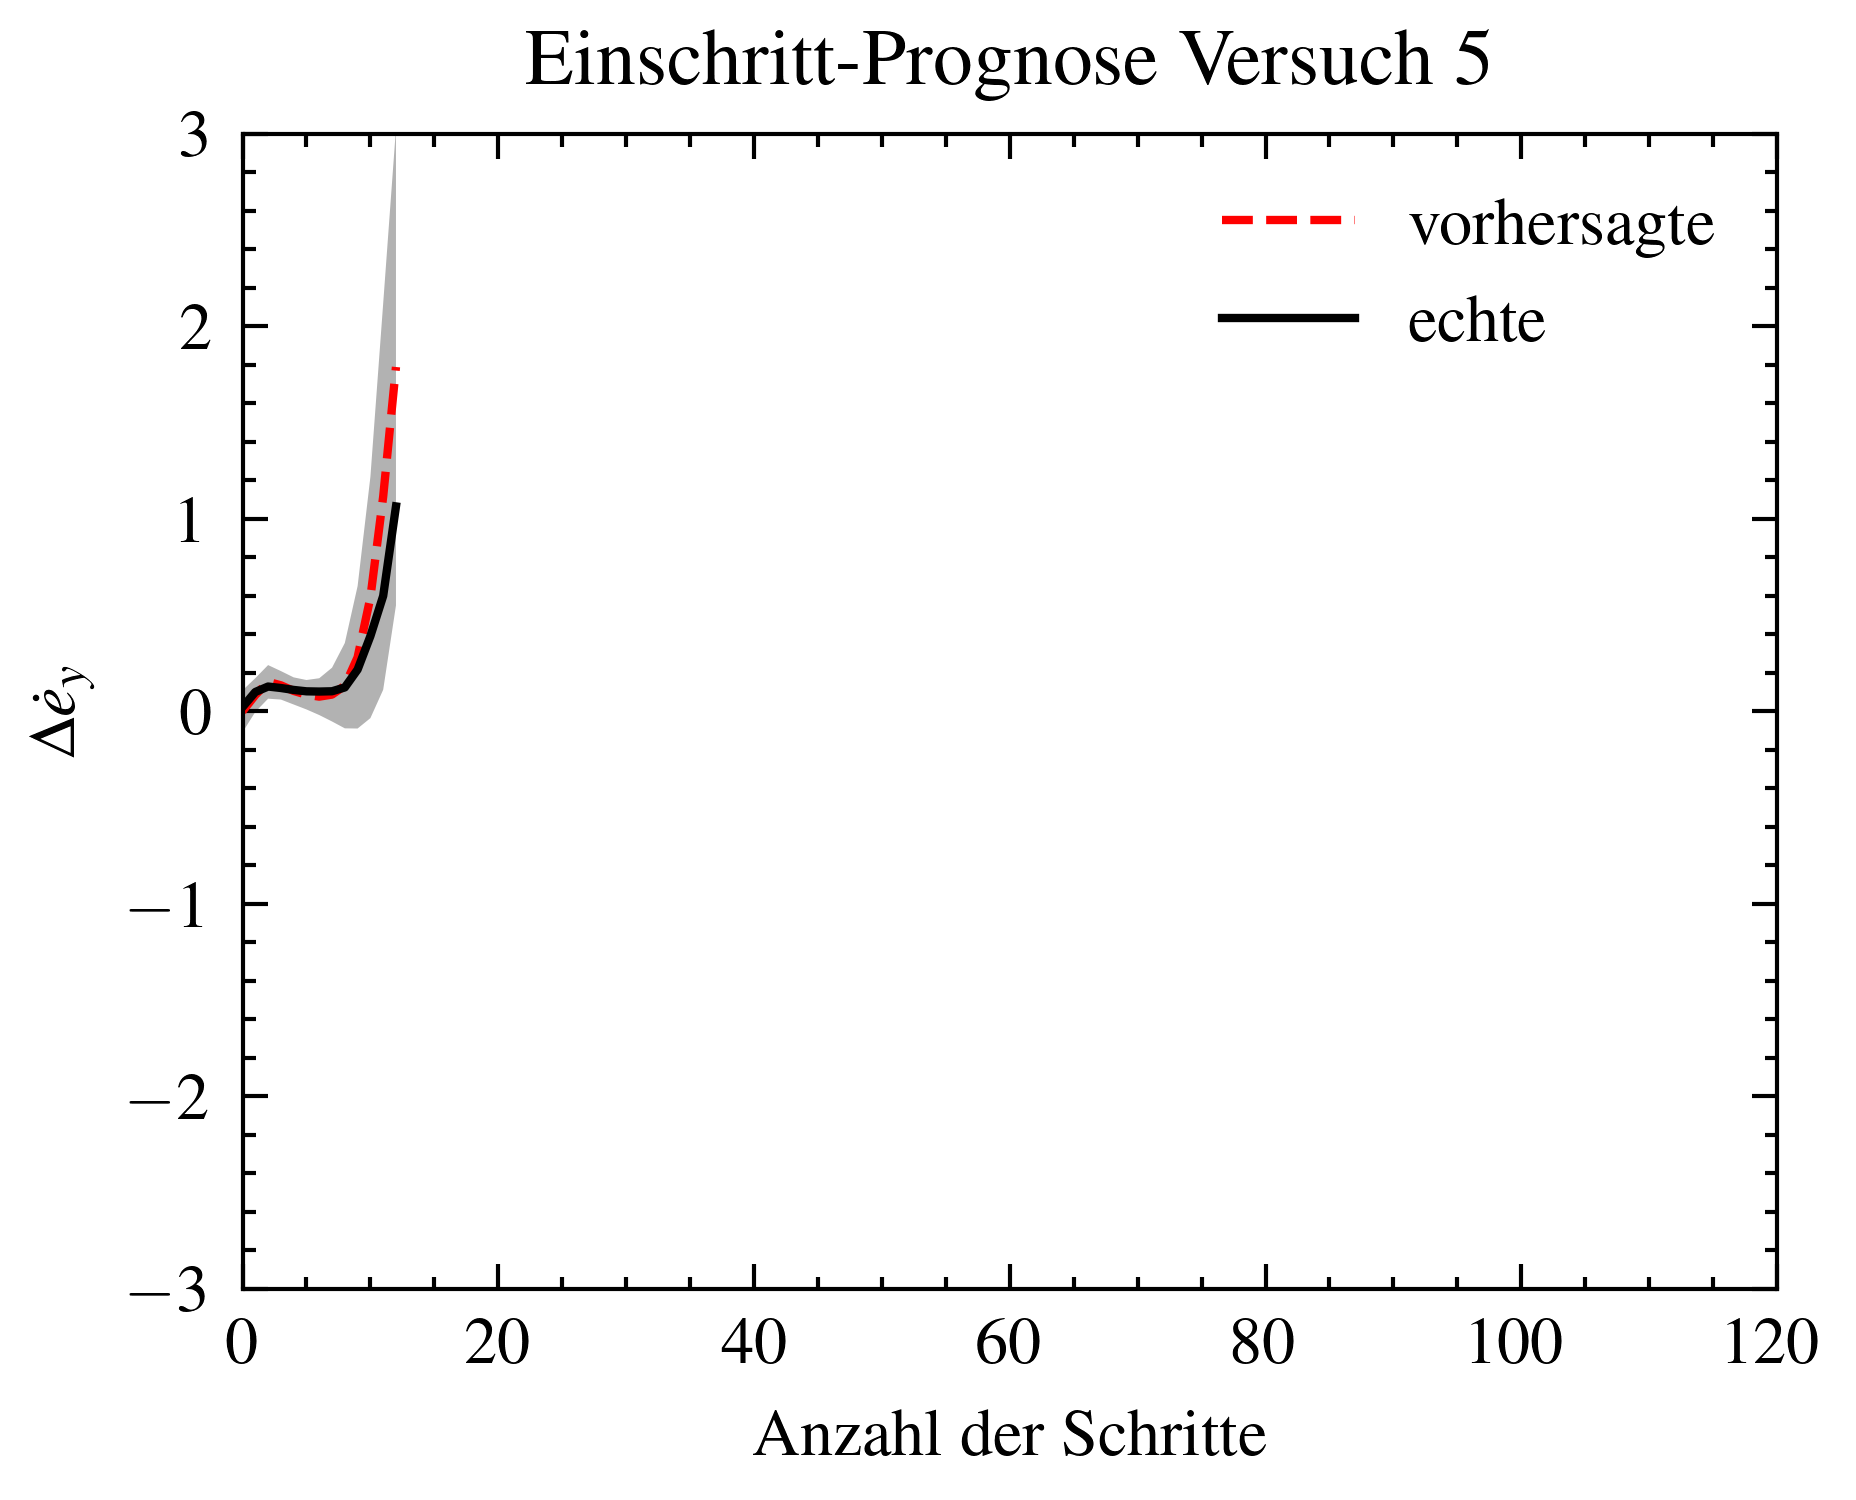 Einschritt-Prognose Versuch 5
3
2
1
0
−1
−2
−3
Δė_y
vorhersagte
echte
0 20 40 60 80 100 120
Anzahl der Schritte